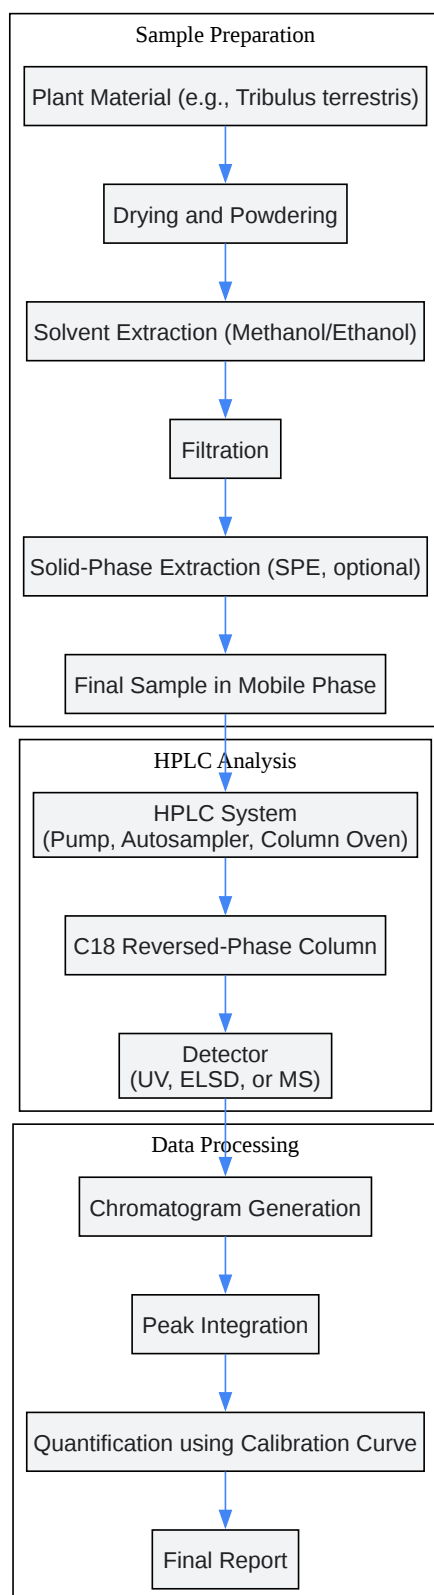 Sample Preparation
Plant Material (e.g., Tribulus terrestris)
Drying and Powdering
Solvent Extraction (Methanol/Ethanol)
Filtration
Solid-Phase Extraction (SPE, optional)
Final Sample in Mobile Phase
HPLC Analysis
HPLC System
(Pump, Autosampler, Column Oven)
C18 Reversed-Phase Column
Detector
(UV, ELSD, or MS)
Data Processing
Chromatogram Generation
Peak Integration
Quantification using Calibration Curve
Final Report